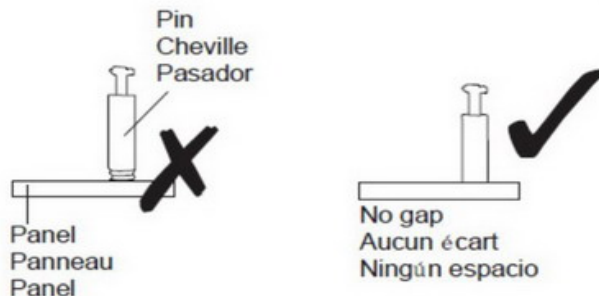 Pin
Cheville
Pasador
Panel
Panneau
Panel
No gap
Aucun écart
Ningún espacio